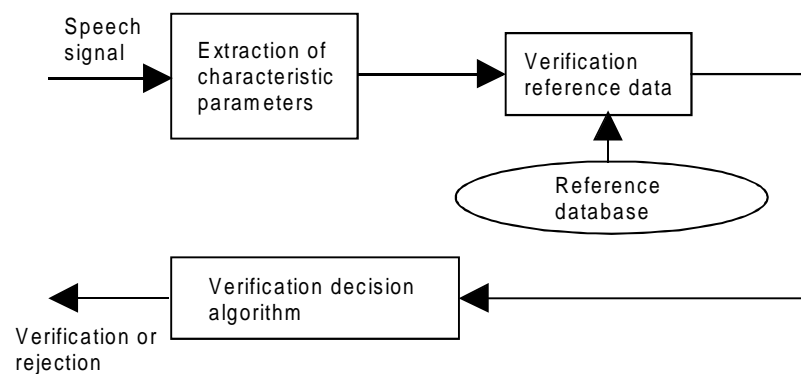 Speech
signal
Extraction of
characteristic
parameters
Verification
reference data
Reference
database
Verification decision
algorithm
Verification or
rejection